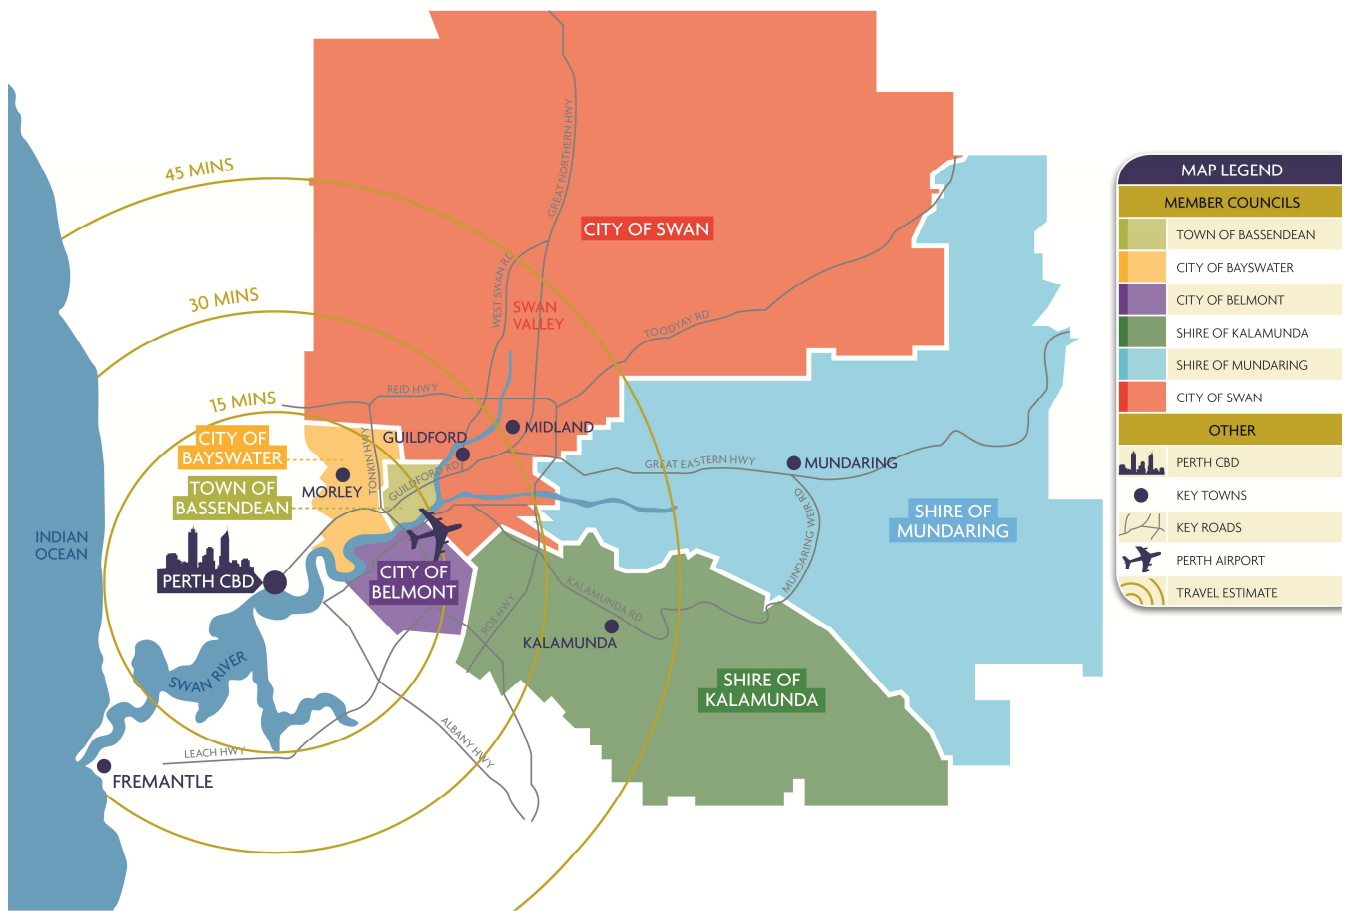 45 MINS
30 MINS
15 MINS
GREAT NORTHERN HWY
CITY OF SWAN
WEST SWAN RD
SWAN
VALLEY
TOODYAY RD
REID HWY
CITY OF
BAYSWATER
TONKIN HWY
GUILDFORD
MIDLAND
GUILDFORD RD
GREAT EASTERN HWY
MUNDARING
MORLEY
TOWN OF
BASSENDEAN
MUNDARING WEIR RD
SHIRE OF
MUNDARING
INDIAN
OCEAN
PERTH CBD
CITY OF
BELMONT
KALAMUNDA RD
ROE HWY
KALAMUNDA
SWAN RIVER
SHIRE OF
KALAMUNDA
ALBANY HWY
LEACH HWY
FREMANTLE
MAP LEGEND
MEMBER COUNCILS
TOWN OF BASSENDEAN
CITY OF BAYSWATER
CITY OF BELMONT
SHIRE OF KALAMUNDA
SHIRE OF MUNDARING
CITY OF SWAN
OTHER
PERTH CBD
KEY TOWNS
KEY ROADS
PERTH AIRPORT
TRAVEL ESTIMATE